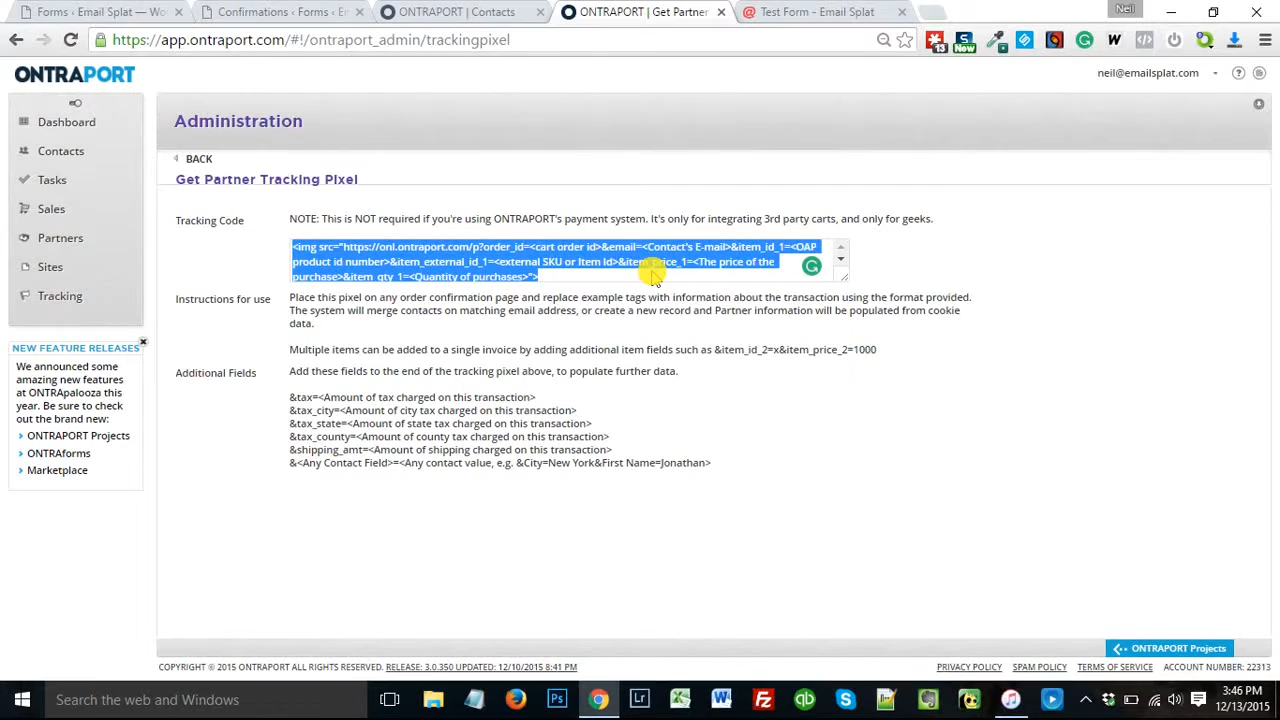 Forms ‹ Email Splat — Wo
Confirmations ‹ Forms ‹ E
ONTRAPORT | Contacts
ONTRAPORT | Get Partner
Test Form – Email Splat
Neil
https://app.ontraport.com/#!/ontraport_admin/trackingpixel
13
New
W
ONTRAPORT
neil@emailsplat.com
Dashboard
Contacts
Tasks
Sales
Partners
Sites
Tracking
NEW FEATURE RELEASES
We announced some
amazing new features
at ONTRApalooza this
year. Be sure to check
out the brand new:
ONTRAPORT Projects
ONTRAforms
Marketplace
Administration
BACK
Get Partner Tracking Pixel
Tracking Code
NOTE: This is NOT required if you're using ONTRAPORT's payment system. It's only for integrating 3rd party carts, and only for geeks.
<img src="https://onl.ontraport.com/p?order_id=<cart order id>&email=<Contact's E-mail>&item_id_1=<OAP
product id number>&item_external_id_1=<external SKU or Item Id>&item_price_1=<The price of the
purchase>&item_qty_1=<Quantity of purchases>">
Instructions for use
Place this pixel on any order confirmation page and replace example tags with information about the transaction using the format provided.
The system will merge contacts on matching email address, or create a new record and Partner information will be populated from cookie
data.
Multiple items can be added to a single invoice by adding additional item fields such as &item_id_2=x&item_price_2=1000
Additional Fields
Add these fields to the end of the tracking pixel above, to populate further data.
&tax=<Amount of tax charged on this transaction>
&tax_city=<Amount of city tax charged on this transaction>
&tax_state=<Amount of state tax charged on this transaction>
&tax_county=<Amount of county tax charged on this transaction>
&shipping_amt=<Amount of shipping charged on this transaction>
&<Any Contact Field>=<Any contact value, e.g. &City=New York&First Name=Jonathan>
ONTRAPORT Projects
COPYRIGHT © 2015 ONTRAPORT ALL RIGHTS RESERVED. RELEASE: 3.0.350 UPDATED: 12/10/2015 8:41 PM
PRIVACY POLICY
SPAM POLICY
TERMS OF SERVICE
ACCOUNT NUMBER: 22313
Search the web and Windows
Ps
Lr
qb
3:46 PM
12/13/2015